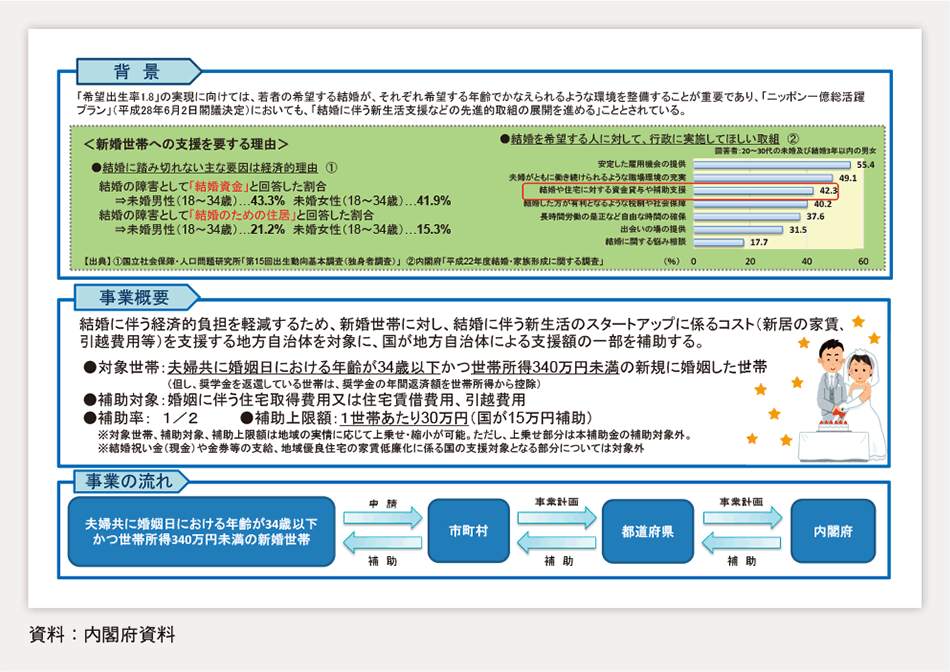 背 景
「希望出生率1.8」の実現に向けては、若者の希望する結婚が、それぞれ希望する年齢でかなえられるような環境を整備することが重要であり、「ニッポン一億総活躍
プラン」（平成28年6月2日閣議決定）においても、「結婚に伴う新生活支援などの先進的取組の展開を進める」こととされている。
＜新婚世帯への支援を要する理由＞
●結婚に踏み切れない主な要因は経済的理由 ①
結婚の障害として「結婚資金」と回答した割合
⇒未婚男性（18～34歳）…43.3% 未婚女性（18～34歳）…41.9%
結婚の障害として「結婚のための住居」と回答した割合
⇒未婚男性（18～34歳）…21.2% 未婚女性（18～34歳）…15.3%
●結婚を希望する人に対して、行政に実施してほしい取組 ②
回答者：20～30代の未婚及び結婚3年以内の男女
安定した雇用機会の提供 55.4
夫婦がともに働き続けられるような職場環境の充実 49.1
結婚や住宅に対する資金貸与や補助支援 42.3
結婚した方が有利となるような税制や社会保障 40.2
長時間労働の是正など自由な時間の確保 37.6
出会いの場の提供 31.5
結婚に関する悩み相談 17.7
（%） 0 20 40 60
【出典】①国立社会保障・人口問題研究所「第15回出生動向基本調査（独身者調査）」 ②内閣府「平成22年度結婚・家族形成に関する調査」
事業概要
結婚に伴う経済的負担を軽減するため、新婚世帯に対し、結婚に伴う新生活のスタートアップに係るコスト（新居の家賃、
引越費用等）を支援する地方自治体を対象に、国が地方自治体による支援額の一部を補助する。
●対象世帯：夫婦共に婚姻日における年齢が34歳以下かつ世帯所得340万円未満の新規に婚姻した世帯
（但し、奨学金を返還している世帯は、奨学金の年間返済額を世帯所得から控除）
●補助対象：婚姻に伴う住宅取得費用又は住宅賃借費用、引越費用
●補助率： １／２ ●補助上限額：1世帯あたり30万円（国が15万円補助）
※対象世帯、補助対象、補助上限額は地域の実情に応じて上乗せ・縮小が可能。ただし、上乗せ部分は本補助金の補助対象外。
※結婚祝い金（現金）や金券等の支給、地域優良住宅の家賃低廉化に係る国の支援対象となる部分については対象外
事業の流れ
夫婦共に婚姻日における年齢が34歳以下
かつ世帯所得340万円未満の新婚世帯
申 請
補 助
市町村
事業計画
補 助
都道府県
事業計画
補 助
内閣府
資料：内閣府資料